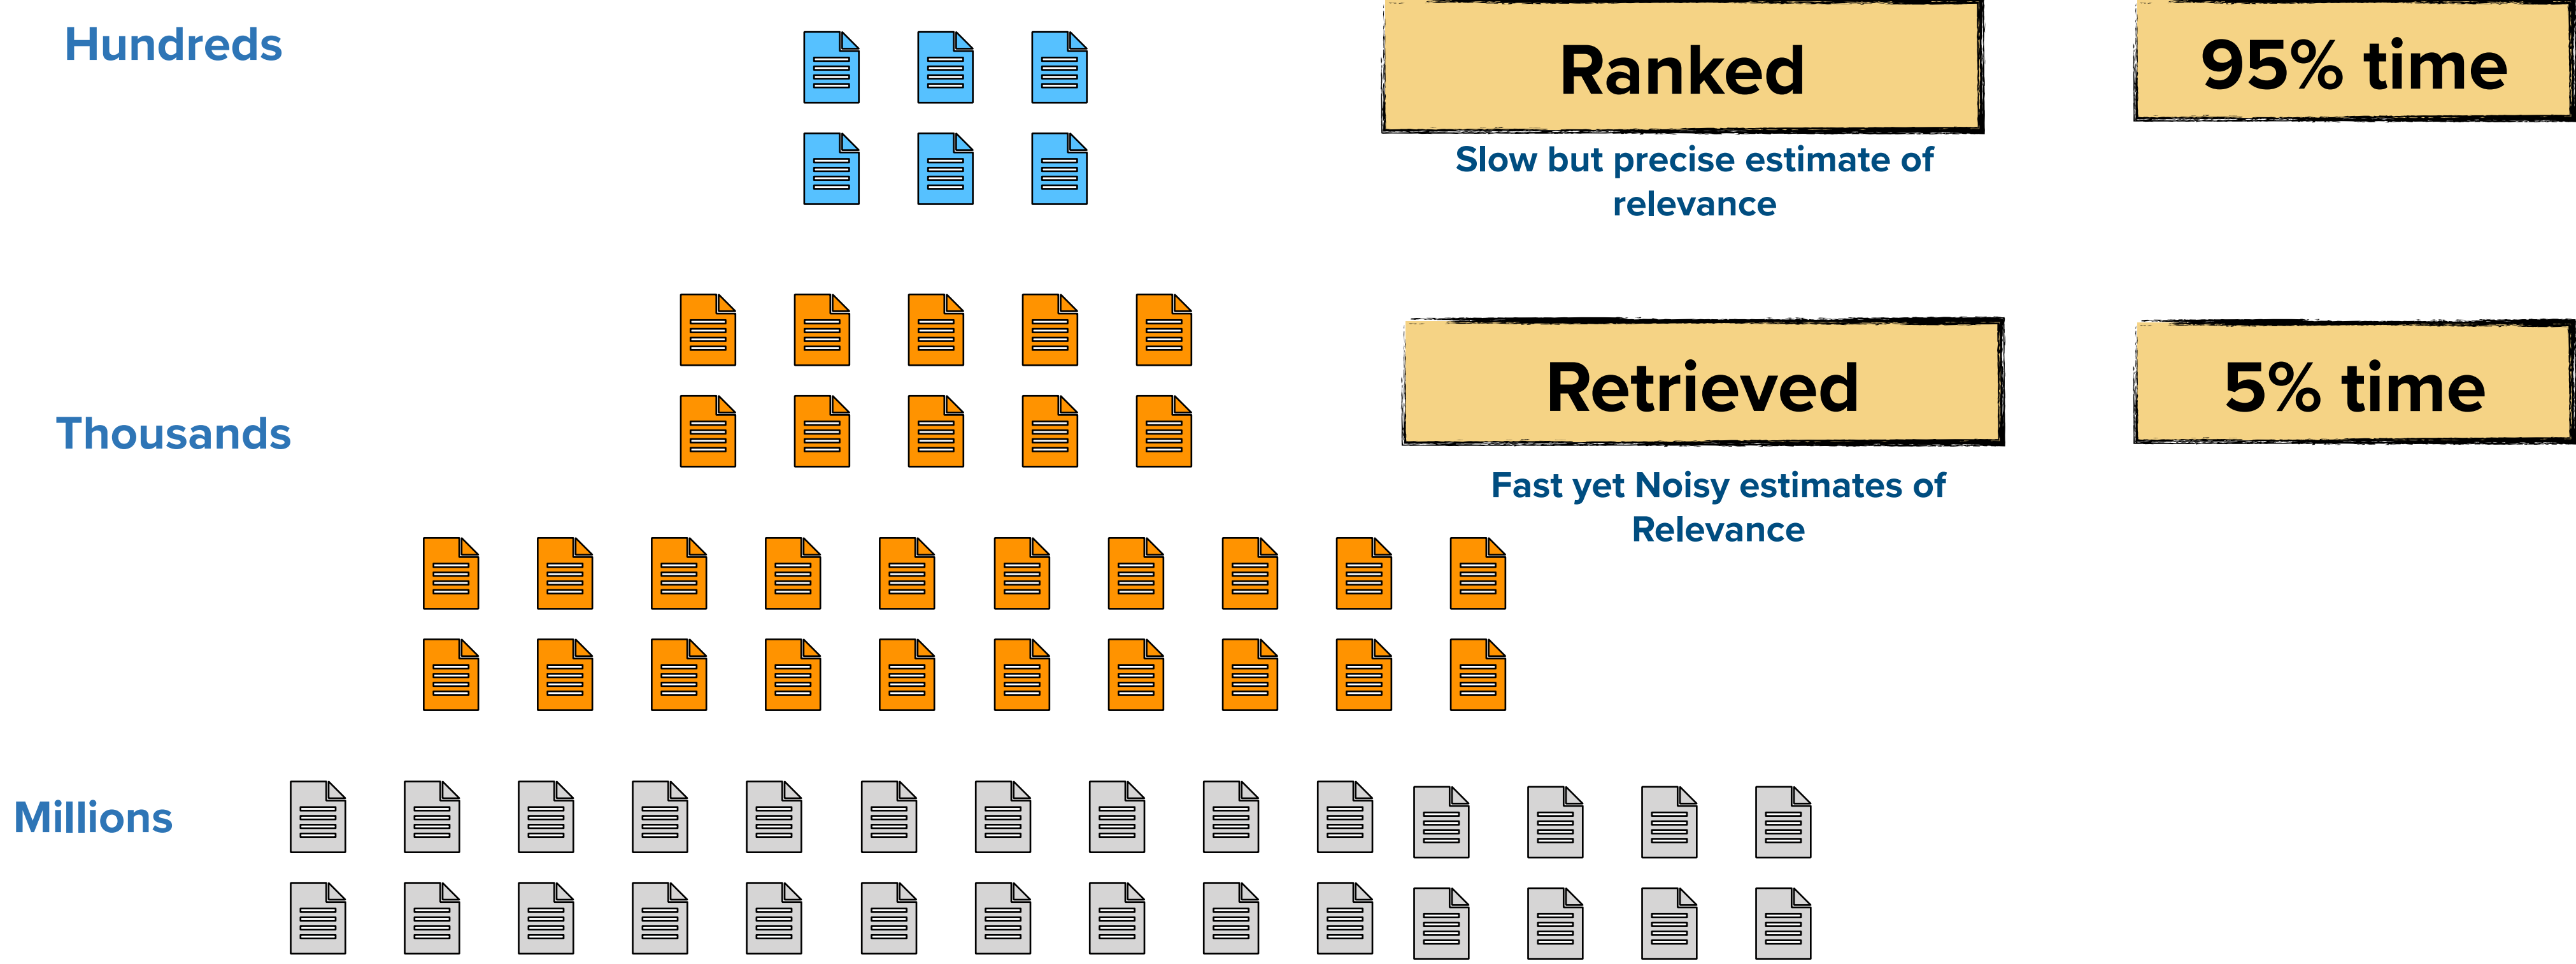 Hundreds
Ranked
95% time
Slow but precise estimate of
relevance
Thousands
Retrieved
5% time
Fast yet Noisy estimates of
Relevance
Millions